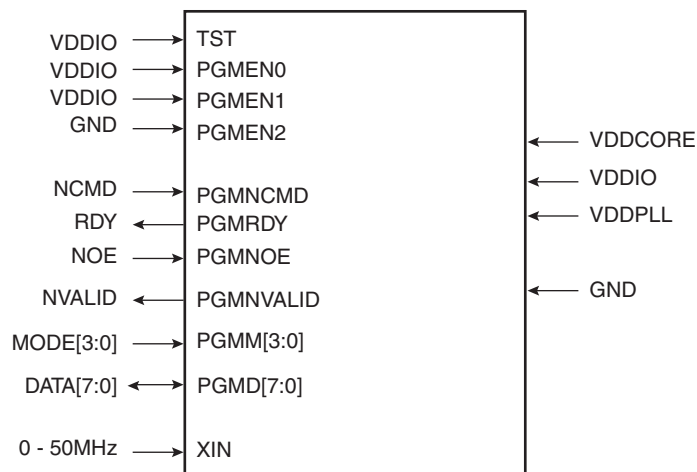 VDDIO TST
VDDIO PGMEN0
VDDIO PGMEN1
GND PGMEN2
VDDCORE
VDDIO
NCMD PGMNCMD
RDY PGMRDY
VDDPLL
NOE PGMNOE
NVALID PGMNVALID
GND
MODE[3:0] PGMM[3:0]
DATA[7:0] PGMD[7:0]
0 - 50MHz XIN